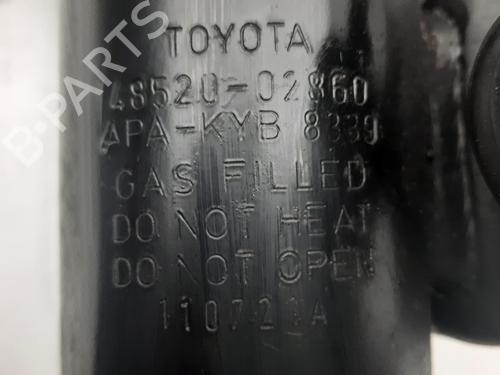 TOYOTA
48520-02860
APA-KYB 8339
GAS FILLED
DO NOT HEAT
DO NOT OPEN
110721A
B-PARTS